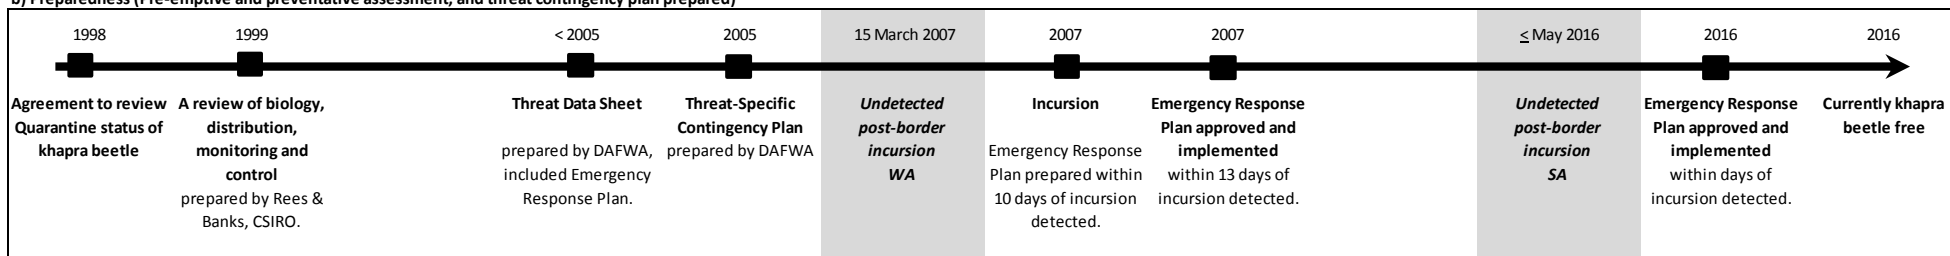 b) Preparedness (Pre-emptive and preventative assessment, and threat contingency plan prepared)
1998
1999
< 2005
2005
15 March 2007
2007
2007
≤ May 2016
2016
2016
Agreement to review
Quarantine status of
khapra beetle
A review of biology,
distribution,
monitoring and
control
prepared by Rees &
Banks, CSIRO.
Threat Data Sheet
prepared by DAFWA,
included Emergency
Response Plan.
Threat-Specific
Contingency Plan
prepared by DAFWA
Undetected
post-border
incursion
WA
Incursion
Emergency Response
Plan prepared within
10 days of incursion
detected.
Emergency Response
Plan approved and
implemented
within 13 days of
incursion detected.
Undetected
post-border
incursion
SA
Emergency Response
Plan approved and
implemented
within days of
incursion detected.
Currently khapra
beetle free